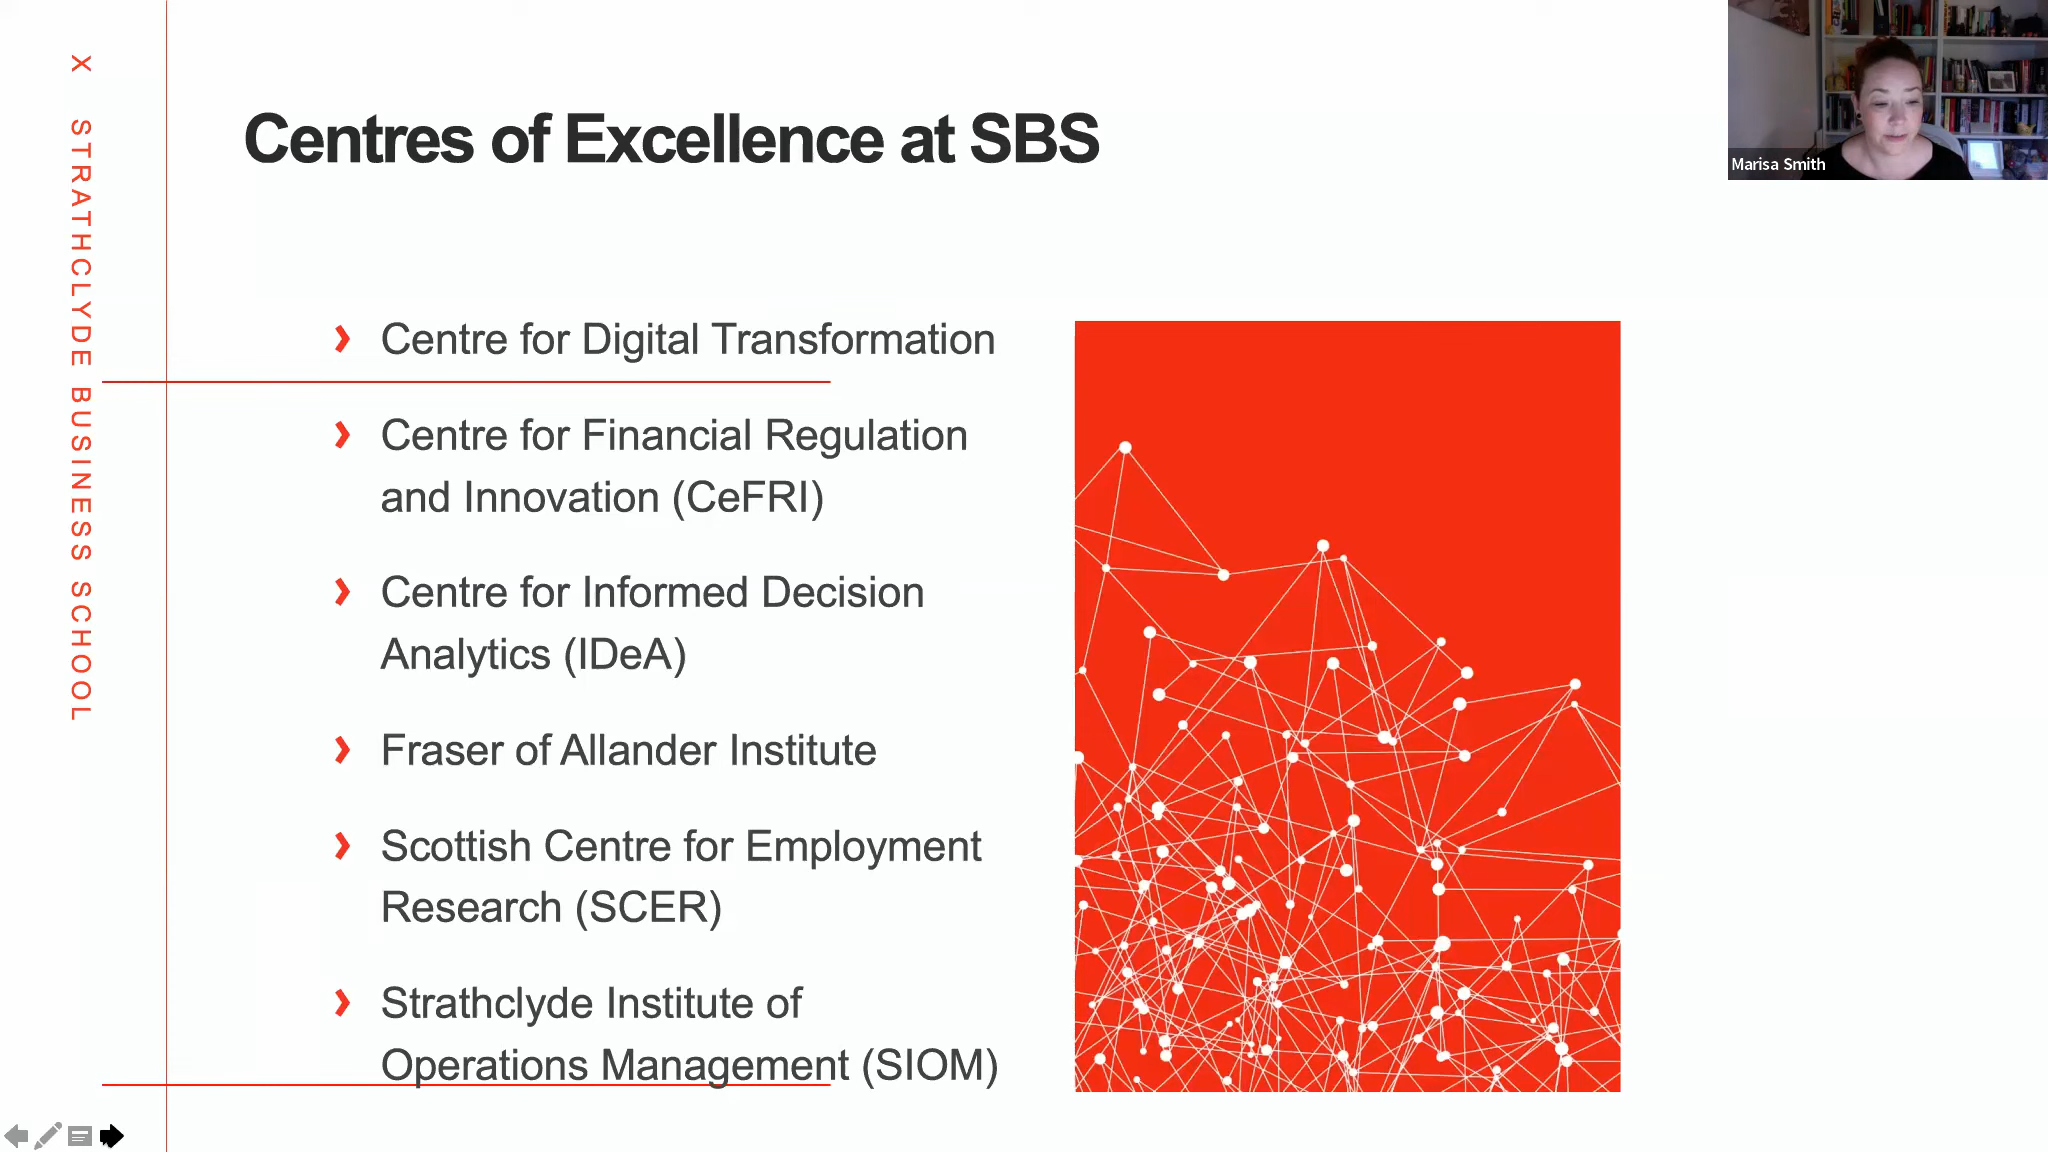 X STRATHCLYDE BUSINESS SCHOOL
Centres of Excellence at SBS
Marisa Smith
Centre for Digital Transformation
Centre for Financial Regulation
and Innovation (CeFRI)
Centre for Informed Decision
Analytics (IDeA)
Fraser of Allander Institute
Scottish Centre for Employment
Research (SCER)
Strathclyde Institute of
Operations Management (SIOM)